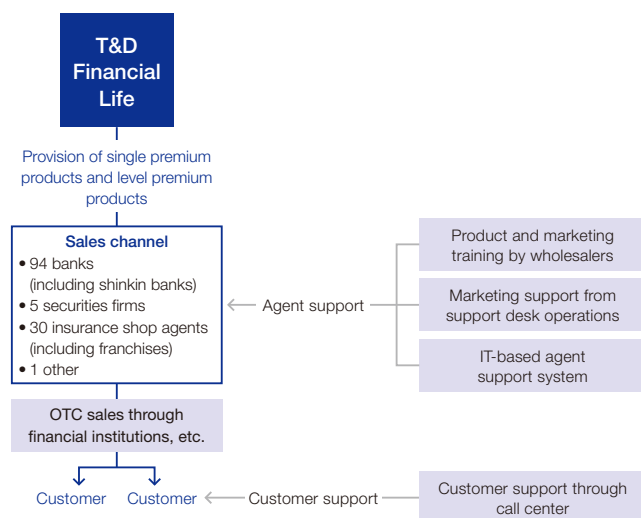 T&D
Financial
Life
Provision of single premium
products and level premium
products
Sales channel
• 94 banks
(including shinkin banks)
• 5 securities firms
• 30 insurance shop agents
(including franchises)
• 1 other
Agent support
Product and marketing
training by wholesalers
Marketing support from
support desk operations
IT-based agent
support system
OTC sales through
financial institutions, etc.
Customer
Customer
Customer support
Customer support through
call center